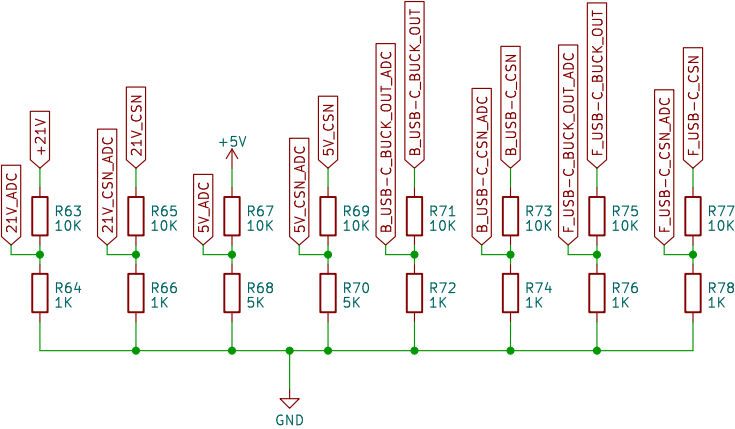 21V_ADC
+21V
R63
10K
R64
1K
21V_CSN_ADC
21V_CSN
R65
10K
R66
1K
5V_ADC
+5V
R67
10K
R68
5K
5V_CSN_ADC
5V_CSN
R69
10K
R70
5K
B_USB-C_BUCK_OUT_ADC
B_USB-C_BUCK_OUT
R71
10K
R72
1K
B_USB-C_CSN_ADC
B_USB-C_CSN
R73
10K
R74
1K
F_USB-C_BUCK_OUT_ADC
F_USB-C_BUCK_OUT
R75
10K
R76
1K
F_USB-C_CSN_ADC
F_USB-C_CSN
R77
10K
R78
1K
GND